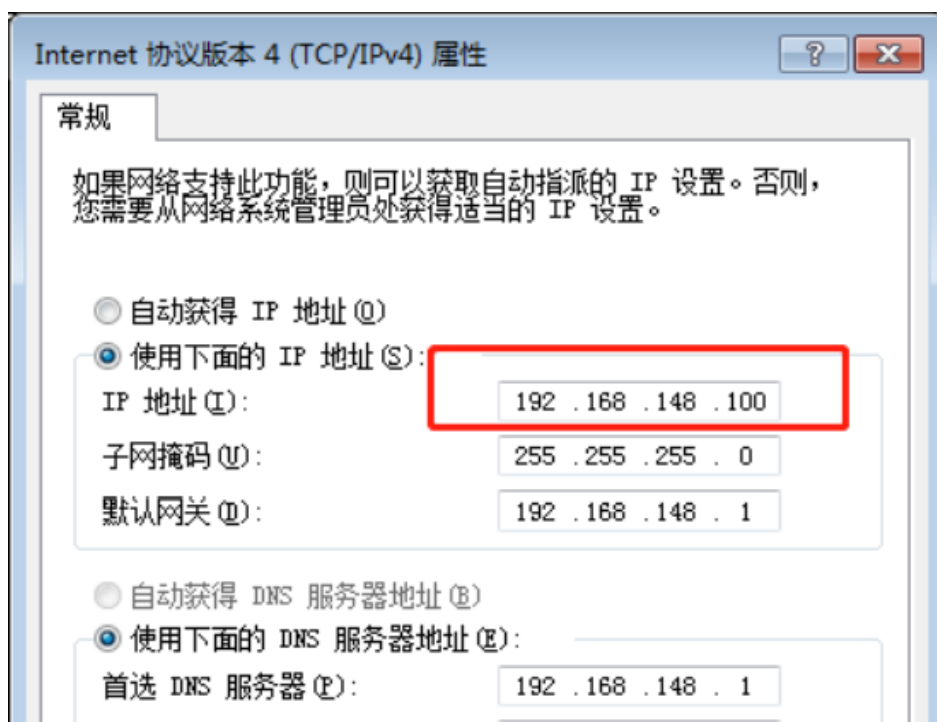 Internet 协议版本 4 (TCP/IPv4) 属性
常规
如果网络支持此功能，则可以获取自动指派的 IP 设置。否则，
您需要从网络系统管理员处获得适当的 IP 设置。
自动获得 IP 地址(O)
使用下面的 IP 地址(S):
IP 地址(I): 192 .168 .148 .100
子网掩码(U): 255 .255 .255 . 0
默认网关(D): 192 .168 .148 . 1
自动获得 DNS 服务器地址(B)
使用下面的 DNS 服务器地址(E):
首选 DNS 服务器(P): 192 .168 .148 . 1